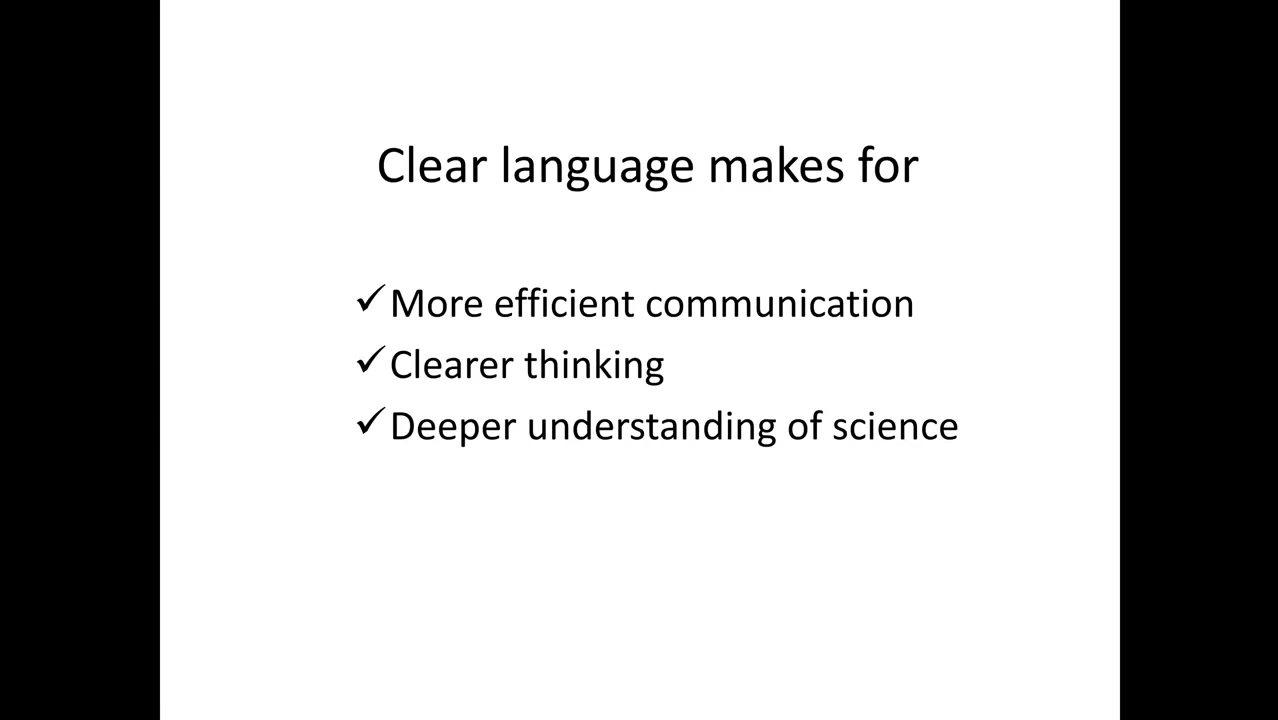 Clear language makes for
✓More efficient communication
✓Clearer thinking
✓Deeper understanding of science